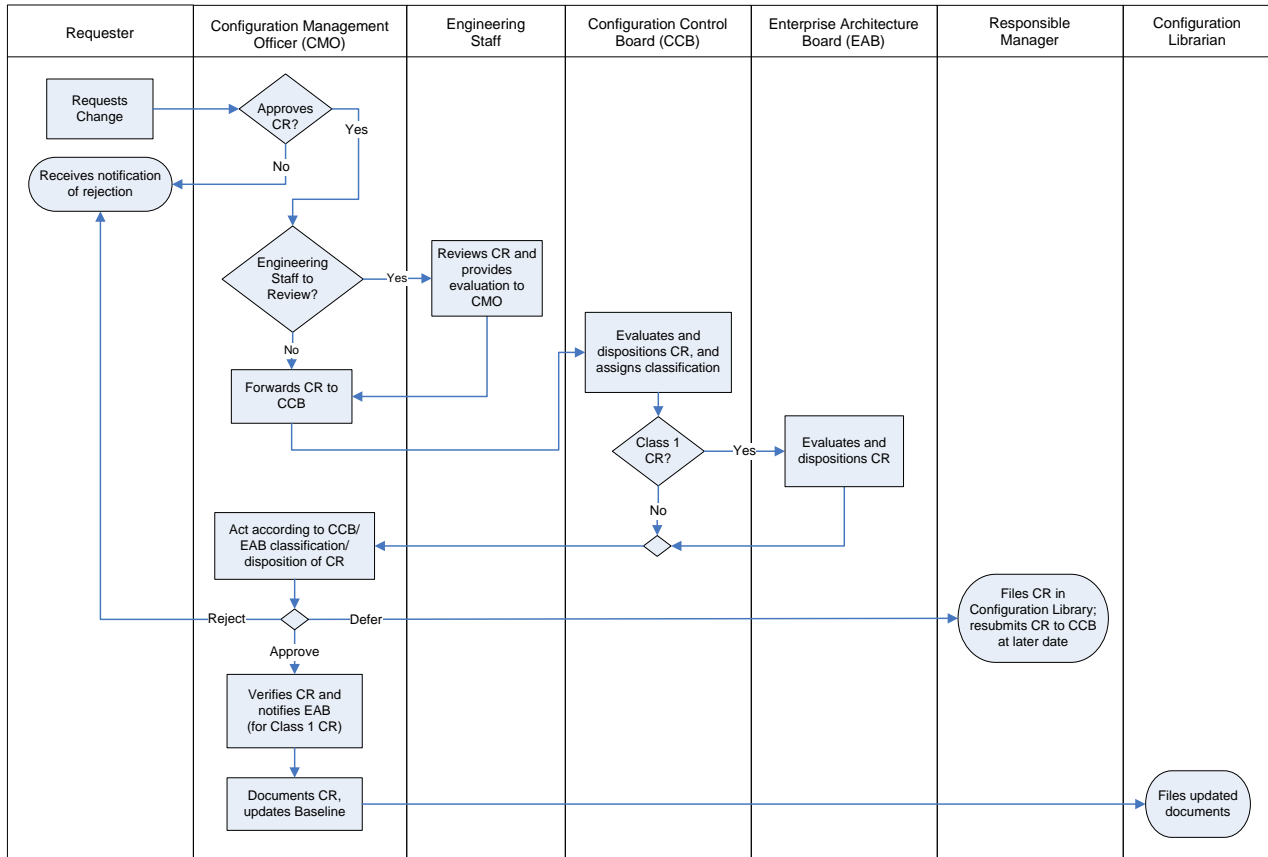 Requester
Configuration Management
Officer (CMO)
Engineering
Staff
Configuration Control
Board (CCB)
Enterprise Architecture
Board (EAB)
Responsible
Manager
Configuration
Librarian
Requests
Change
Approves
CR?
Yes
No
Receives notification
of rejection
Engineering
Staff to
Review?
Yes
Reviews CR and
provides
evaluation to
CMO
No
Forwards CR to
CCB
Evaluates and
dispositions CR, and
assigns classification
Class 1
CR?
Yes
Evaluates and
dispositions CR
No
Act according to CCB/
EAB classification/
disposition of CR
Reject
Defer
Files CR in
Configuration Library;
resubmits CR to CCB
at later date
Approve
Verifies CR and
notifies EAB
(for Class 1 CR)
Documents CR,
updates Baseline
Files updated
documents